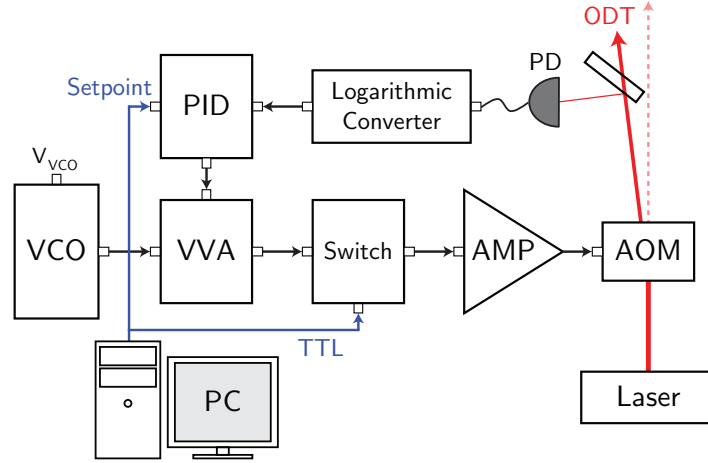 ODT
PD
Setpoint
PID
Logarithmic
Converter
V_VCO
VCO
VVA
Switch
AMP
AOM
TTL
PC
Laser